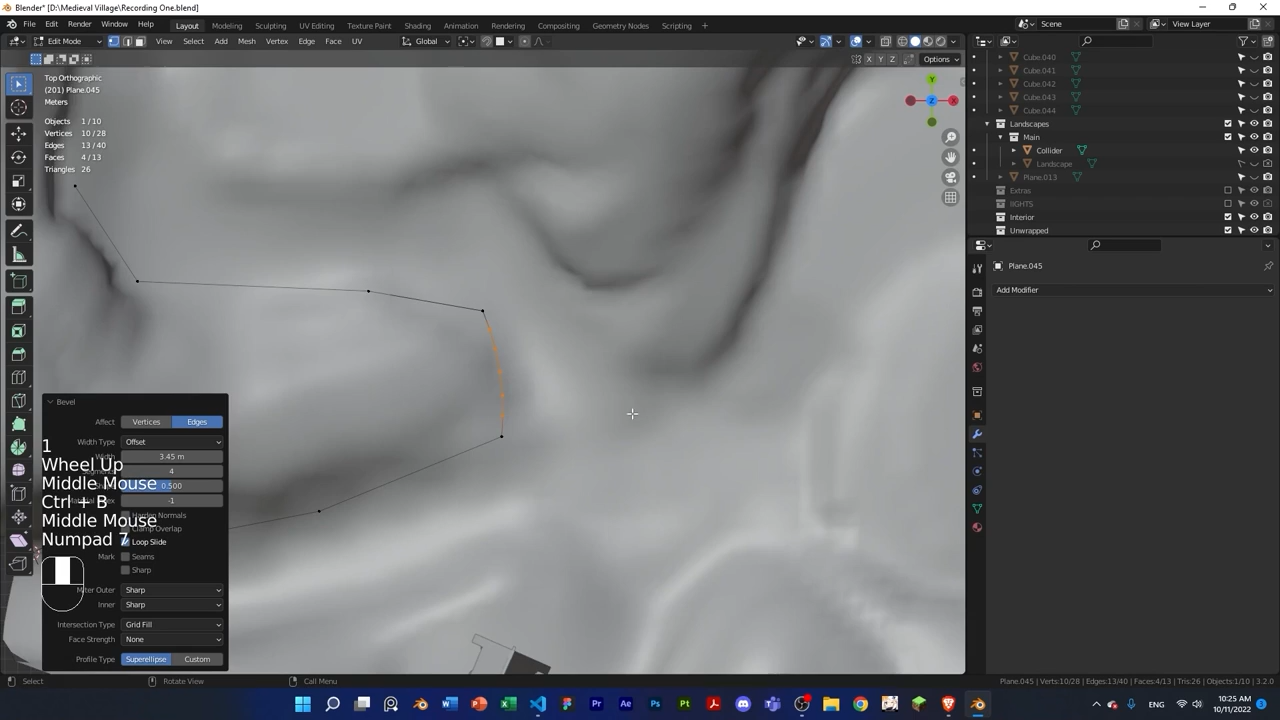 Blender* [D:\Medieval Village\Recording One.blend]
File Edit Render Window Help Layout Modeling Sculpting UV Editing Texture Paint Shading Animation Rendering Compositing Geometry Nodes Scripting + Scene View Layer
Edit Mode View Select Add Mesh Vertex Edge Face UV Global
X Y Z Options
Top Orthographic
(201) Plane.045
Meters
Objects 1/10
Vertices 10/28
Edges 13/40
Faces 4/13
Triangles 26
Y
Z X
Cube.040
Cube.041
Cube.042
Cube.043
Cube.044
Landscapes
Main
Collider
Landscape
Plane.013
Extras
lIGHTS
Interior
Unwrapped
Plane.045
Add Modifier
Bevel
Affect Vertices Edges
Width Type Offset
1
3.45 m
Wheel Up
4
Middle Mouse
0.500
Ctrl + B
-1
Harden Normals
Middle Mouse
Clamp Overlap
Numpad 7
Loop Slide
Mark Seams
Sharp
Miter Outer Sharp
Inner Sharp
Intersection Type Grid Fill
Face Strength None
Profile Type Superellipse Custom
Select Rotate View Call Menu Plane.045 | Verts:10/28 | Edges:13/40 | Faces:4/13 | Tris:26 | Objects:1/10 | 3.2.0
ENG 10:25 AM
10/11/2022